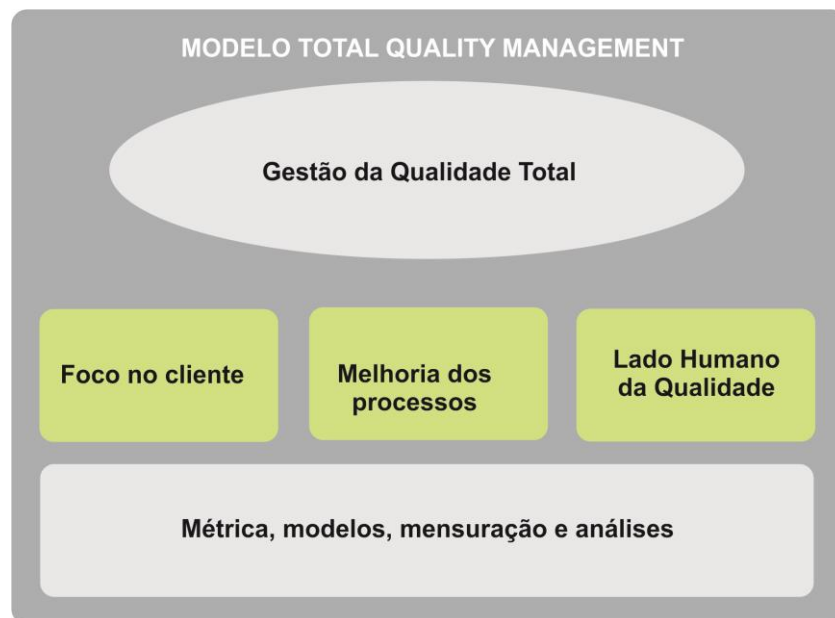 MODELO TOTAL QUALITY MANAGEMENT
Gestão da Qualidade Total
Foco no cliente
Melhoria dos
processos
Lado Humano
da Qualidade
Métrica, modelos, mensuração e análises